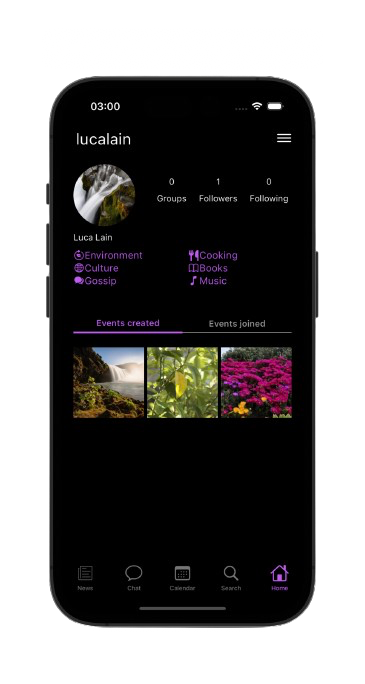 03:00
lucalain
0 1 0
Groups Followers Following
Luca Lain
Environment Cooking
Culture Books
Gossip Music
Events created Events joined
News Chat Calendar Search Home